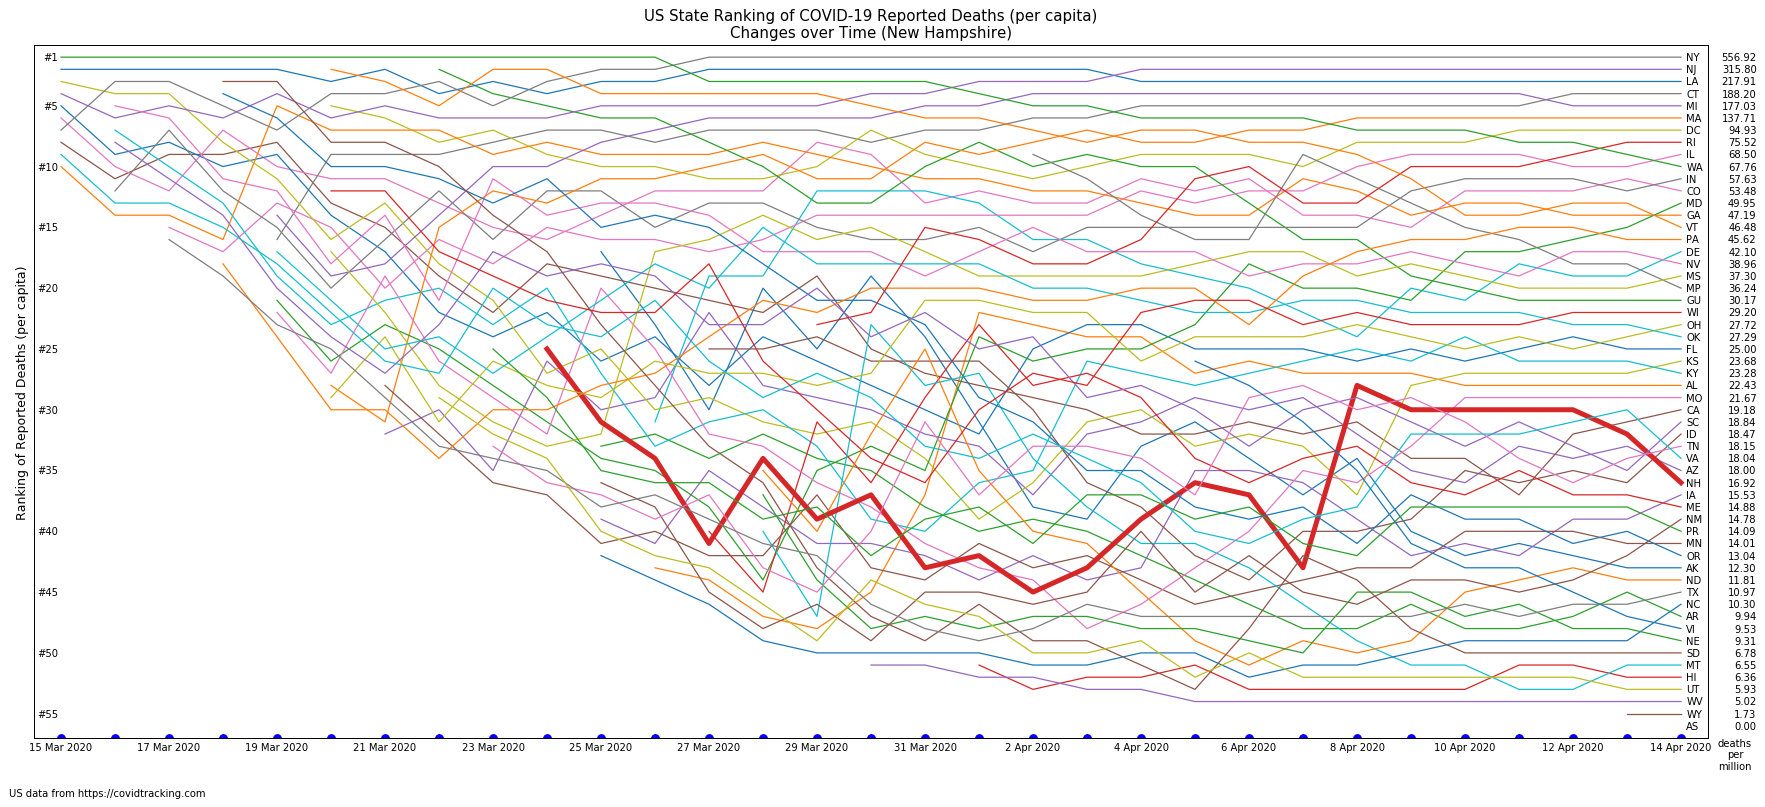 US State Ranking of COVID-19 Reported Deaths (per capita)
Changes over Time (New Hampshire)
Ranking of Reported Deaths (per capita)
#1
#5
#10
#15
#20
#25
#30
#35
#40
#45
#50
#55
NY 556.92
NJ 315.80
LA 217.91
CT 188.20
MI 177.03
MA 137.71
DC 94.93
RI 75.52
IL 68.50
WA 67.76
IN 57.63
CO 53.48
MD 49.95
GA 47.19
VT 46.48
PA 45.62
DE 42.10
NV 38.96
MS 37.30
MP 36.24
GU 30.17
WI 29.20
OH 27.72
OK 27.29
FL 25.00
KS 23.68
KY 23.28
AL 22.43
MO 21.67
CA 19.18
SC 18.84
ID 18.47
TN 18.15
VA 18.04
AZ 18.00
NH 16.92
IA 15.53
ME 14.88
NM 14.78
PR 14.09
MN 14.01
OR 13.04
AK 12.30
ND 11.81
TX 10.97
NC 10.30
AR 9.94
VI 9.53
NE 9.31
SD 6.78
MT 6.55
HI 6.36
UT 5.93
WV 5.02
WY 1.73
AS 0.00
15 Mar 2020 17 Mar 2020 19 Mar 2020 21 Mar 2020 23 Mar 2020 25 Mar 2020 27 Mar 2020 29 Mar 2020 31 Mar 2020 2 Apr 2020 4 Apr 2020 6 Apr 2020 8 Apr 2020 10 Apr 2020 12 Apr 2020 14 Apr 2020
deaths
per
million
US data from https://covidtracking.com